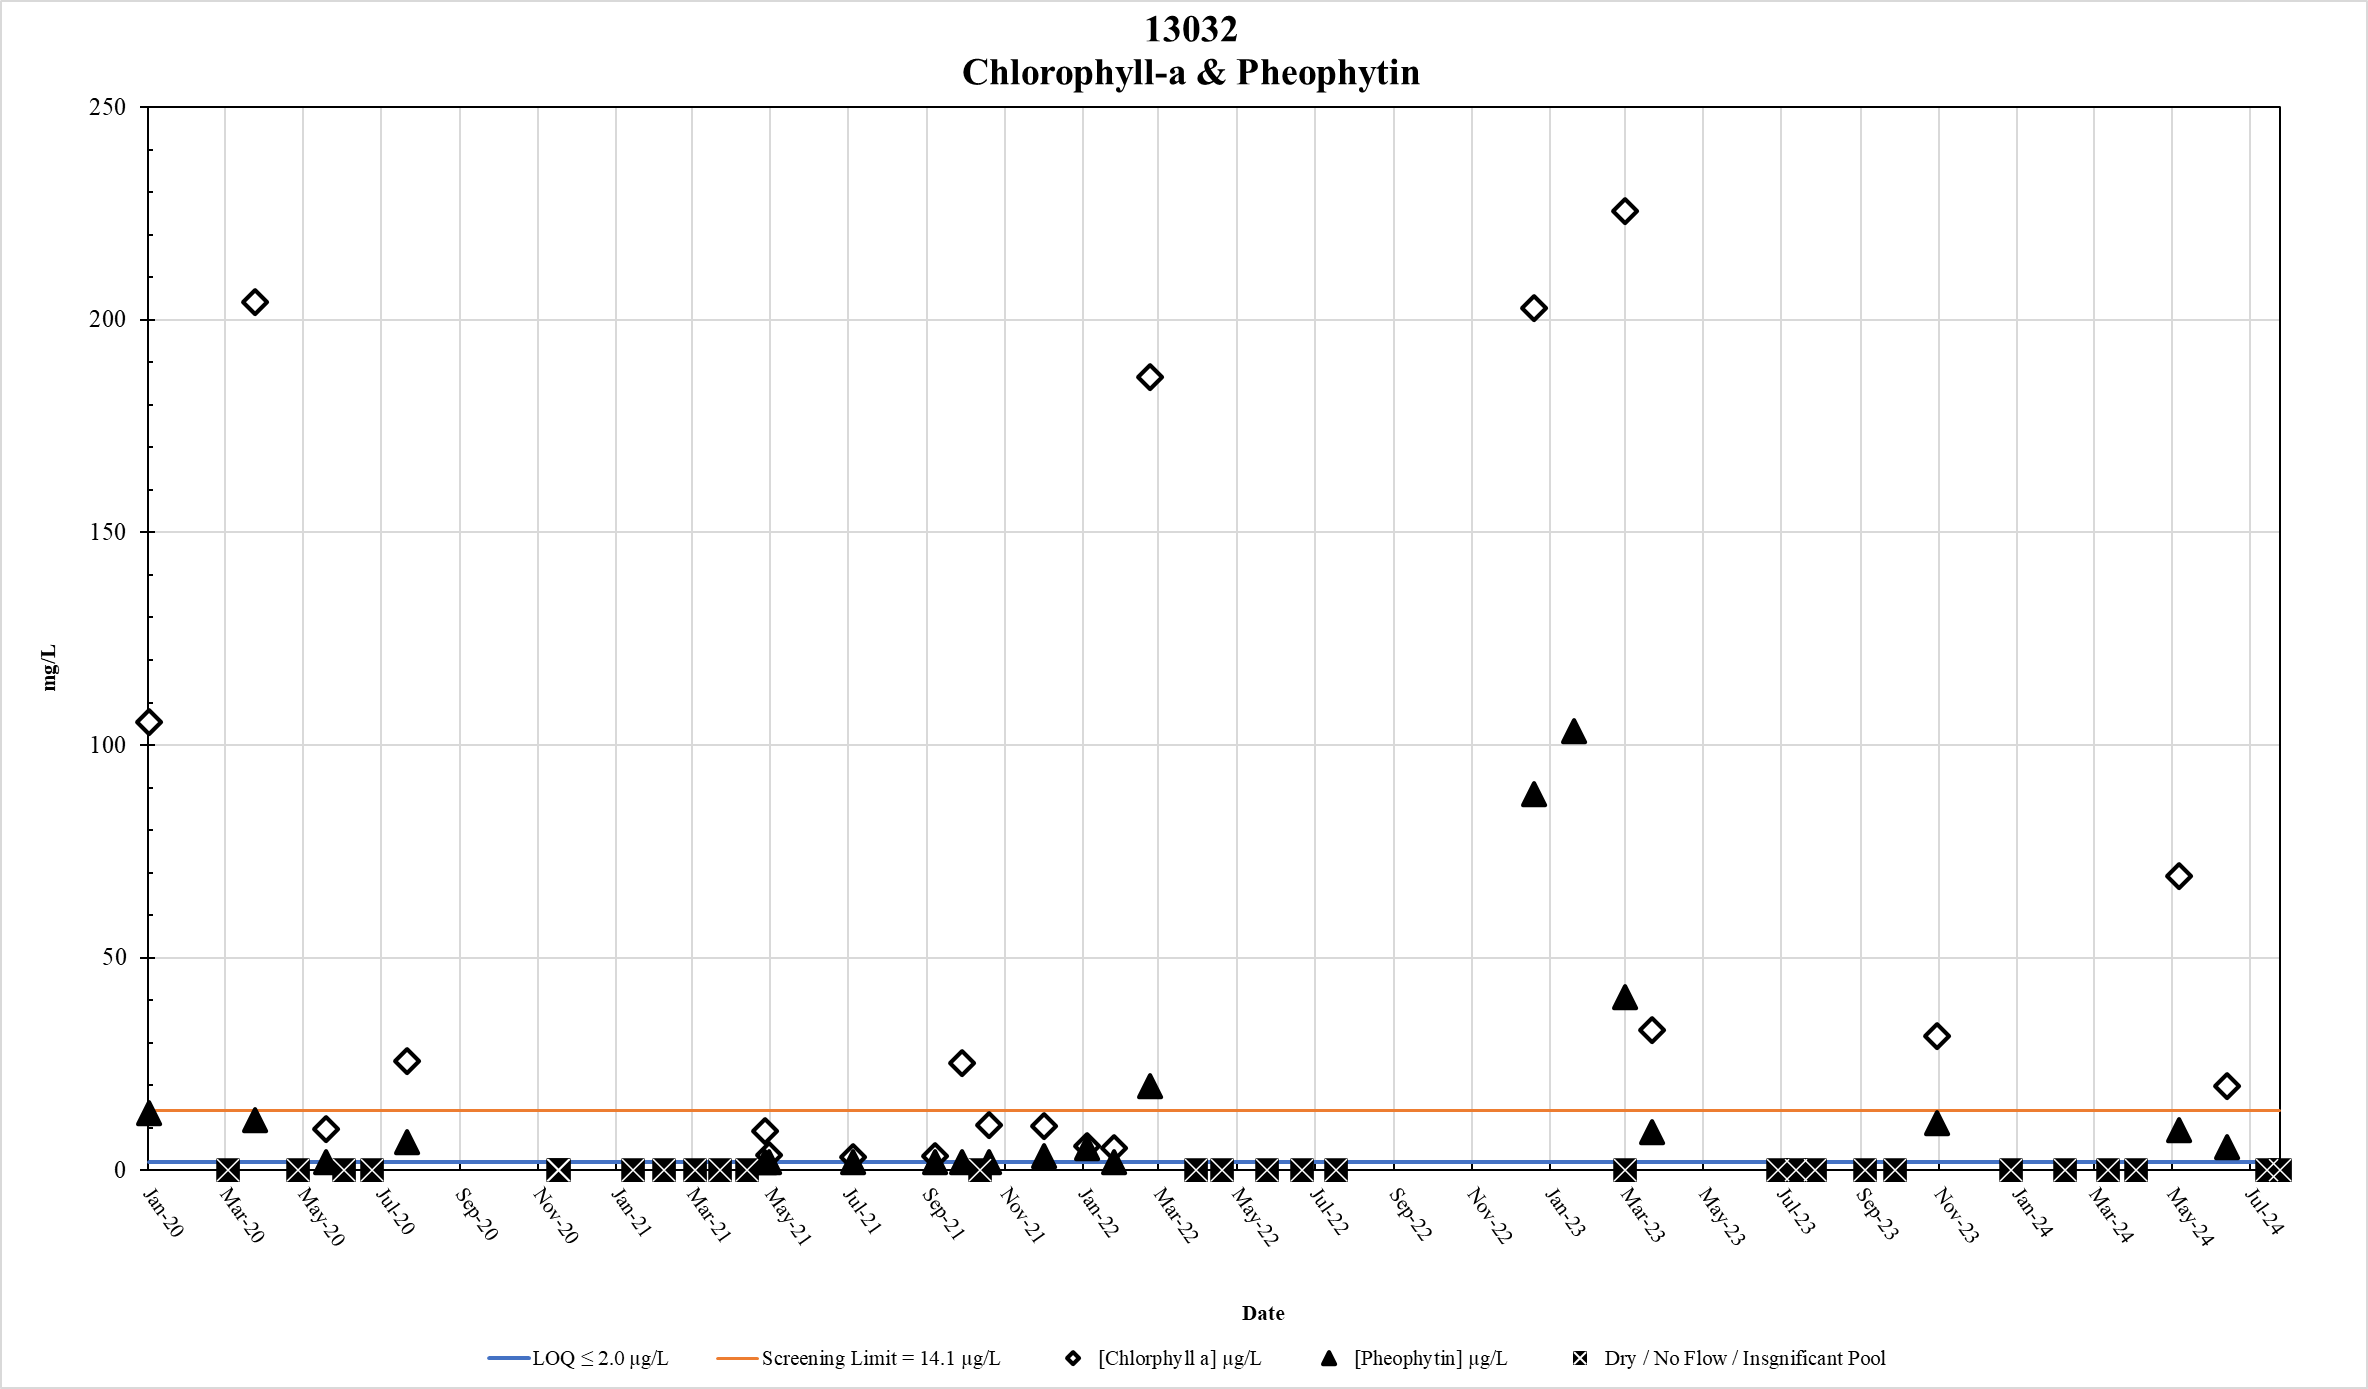 13032
Chlorophyll-a & Pheophytin
250
200
150
100
50
0
mg/L
Jan-20 Mar-20 May-20 Jul-20 Sep-20 Nov-20 Jan-21 Mar-21 May-21 Jul-21 Sep-21 Nov-21 Jan-22 Mar-22 May-22 Jul-22 Sep-22 Nov-22 Jan-23 Mar-23 May-23 Jul-23 Sep-23 Nov-23 Jan-24 Mar-24 May-24 Jul-24
Date
LOQ ≤ 2.0 µg/L Screening Limit = 14.1 µg/L [Chlorphyll a] µg/L [Pheophytin] µg/L Dry / No Flow / Insgnificant Pool